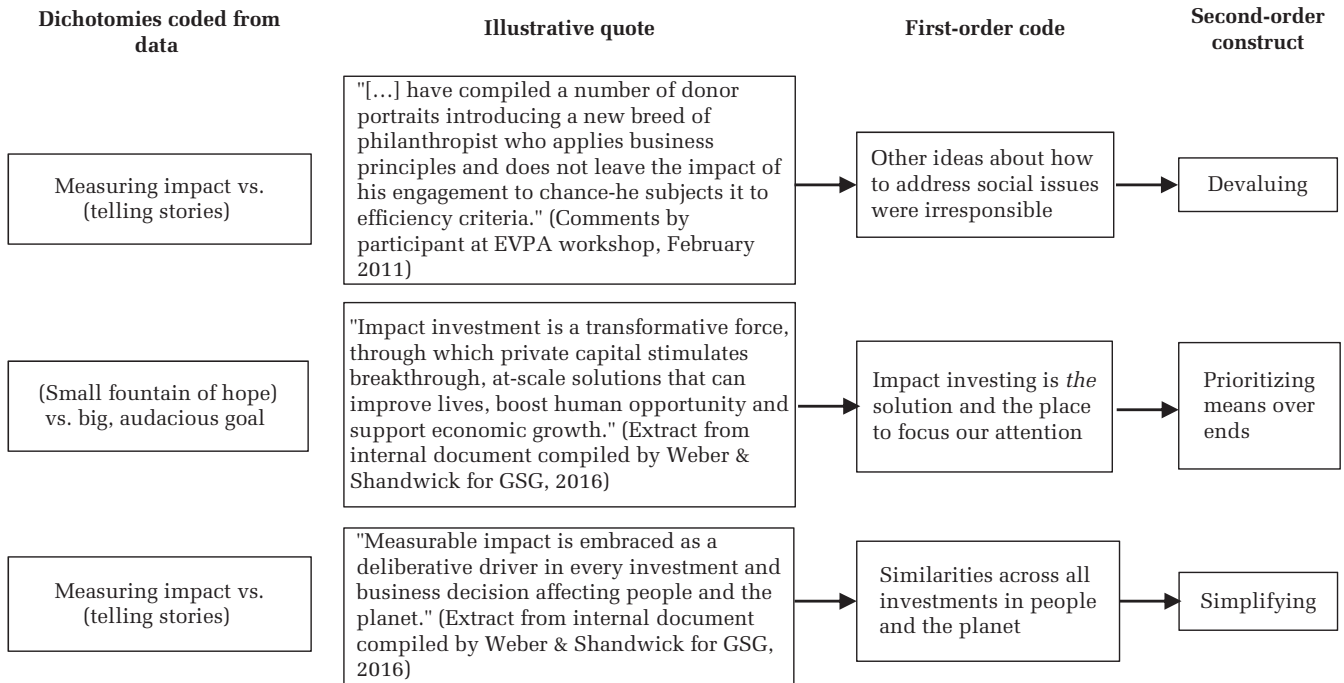 Dichotomies coded from
data
Illustrative quote
First-order code
Second-order
construct
Measuring impact vs.
(telling stories)
"[…] have compiled a number of donor
portraits introducing a new breed of
philanthropist who applies business
principles and does not leave the impact of
his engagement to chance-he subjects it to
efficiency criteria." (Comments by
participant at EVPA workshop, February
2011)
Other ideas about how
to address social issues
were irresponsible
Devaluing
(Small fountain of hope)
vs. big, audacious goal
"Impact investment is a transformative force,
through which private capital stimulates
breakthrough, at-scale solutions that can
improve lives, boost human opportunity and
support economic growth." (Extract from
internal document compiled by Weber &
Shandwick for GSG, 2016)
Impact investing is the
solution and the place
to focus our attention
Prioritizing
means over
ends
Measuring impact vs.
(telling stories)
"Measurable impact is embraced as a
deliberative driver in every investment and
business decision affecting people and the
planet." (Extract from internal document
compiled by Weber & Shandwick for GSG,
2016)
Similarities across all
investments in people
and the planet
Simplifying